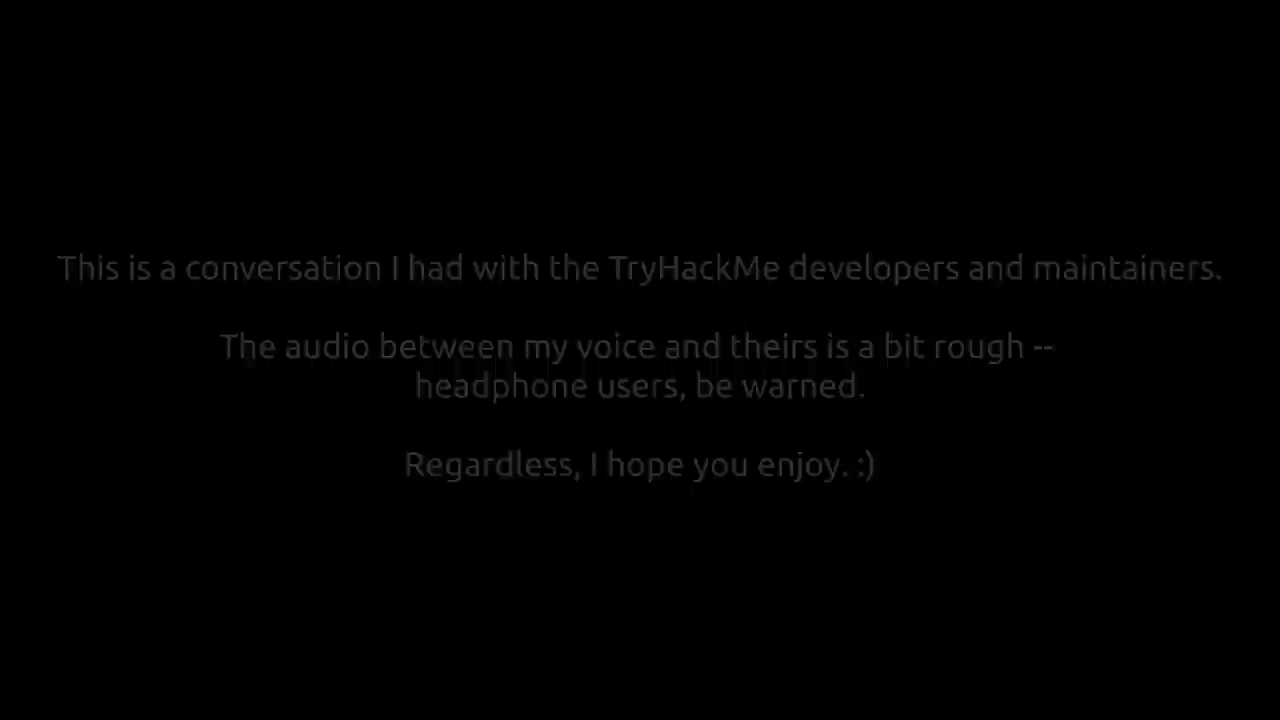 This is a conversation I had with the TryHackMe developers and maintainers.
The audio between my voice and theirs is a bit rough --
headphone users, be warned.
Regardless, I hope you enjoy. :)